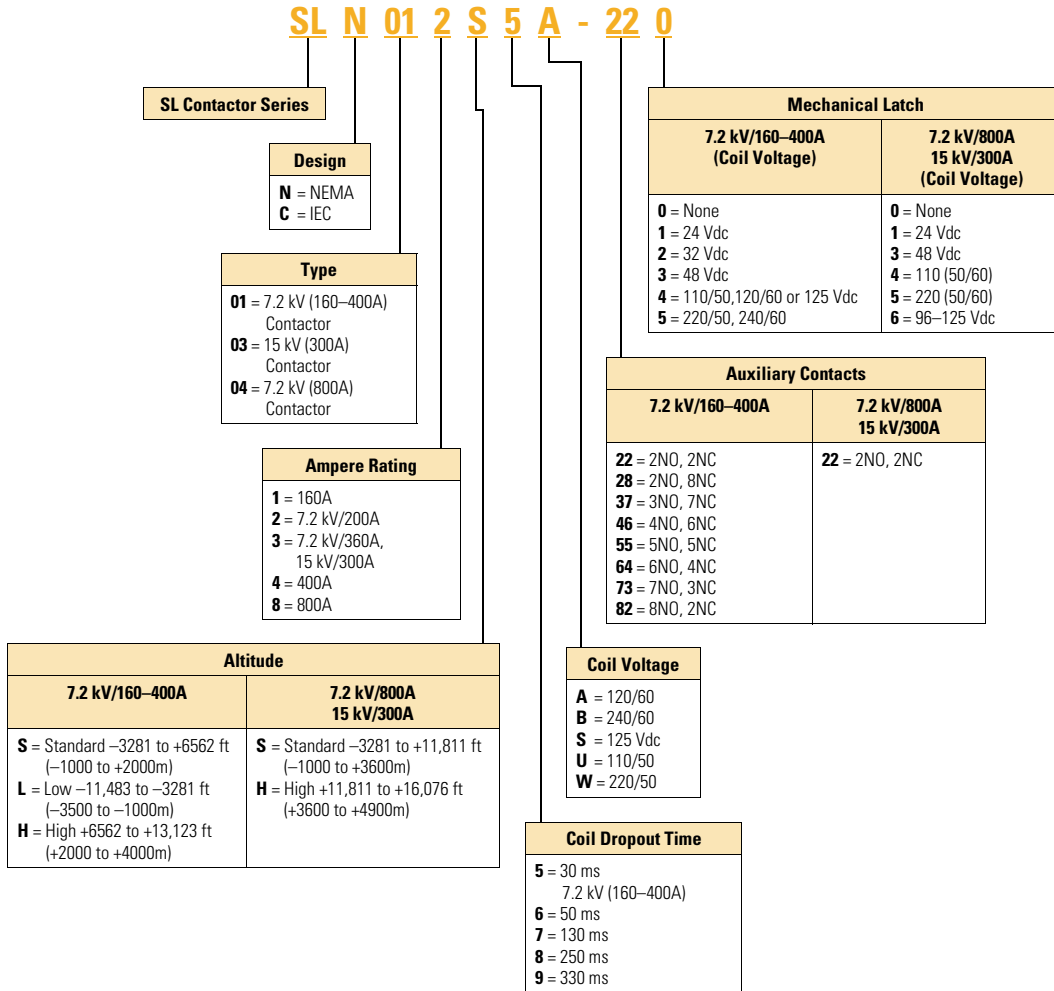 SL N 01 2 S 5 A - 22 0
SL Contactor Series
Design
N = NEMA
C = IEC
Type
01 = 7.2 kV (160–400A)
Contactor
03 = 15 kV (300A)
Contactor
04 = 7.2 kV (800A)
Contactor
Ampere Rating
1 = 160A
2 = 7.2 kV/200A
3 = 7.2 kV/360A,
15 kV/300A
4 = 400A
8 = 800A
Altitude
7.2 kV/160–400A
S = Standard –3281 to +6562 ft
(–1000 to +2000m)
L = Low –11,483 to –3281 ft
(–3500 to –1000m)
H = High +6562 to +13,123 ft
(+2000 to +4000m)
7.2 kV/800A
15 kV/300A
S = Standard –3281 to +11,811 ft
(–1000 to +3600m)
H = High +11,811 to +16,076 ft
(+3600 to +4900m)
Mechanical Latch
7.2 kV/160–400A
(Coil Voltage)
0 = None
1 = 24 Vdc
2 = 32 Vdc
3 = 48 Vdc
4 = 110/50,120/60 or 125 Vdc
5 = 220/50, 240/60
7.2 kV/800A
15 kV/300A
(Coil Voltage)
0 = None
1 = 24 Vdc
3 = 48 Vdc
4 = 110 (50/60)
5 = 220 (50/60)
6 = 96–125 Vdc
Auxiliary Contacts
7.2 kV/160–400A
22 = 2NO, 2NC
28 = 2NO, 8NC
37 = 3NO, 7NC
46 = 4NO, 6NC
55 = 5NO, 5NC
64 = 6NO, 4NC
73 = 7NO, 3NC
82 = 8NO, 2NC
7.2 kV/800A
15 kV/300A
22 = 2NO, 2NC
Coil Voltage
A = 120/60
B = 240/60
S = 125 Vdc
U = 110/50
W = 220/50
Coil Dropout Time
5 = 30 ms
7.2 kV (160–400A)
6 = 50 ms
7 = 130 ms
8 = 250 ms
9 = 330 ms